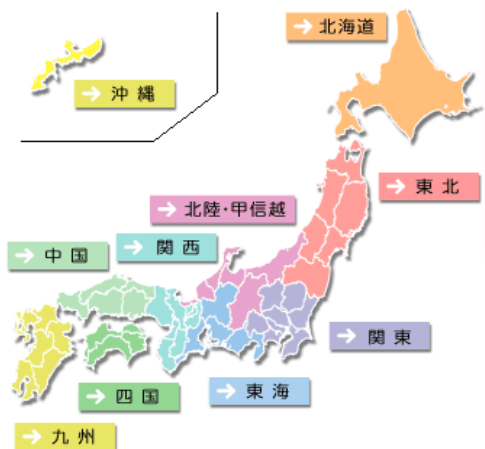 → 北海道
→ 沖縄
→ 東北
→ 北陸・甲信越
→ 関西
→ 中国
→ 関東
→ 四国
→ 東海
→ 九州